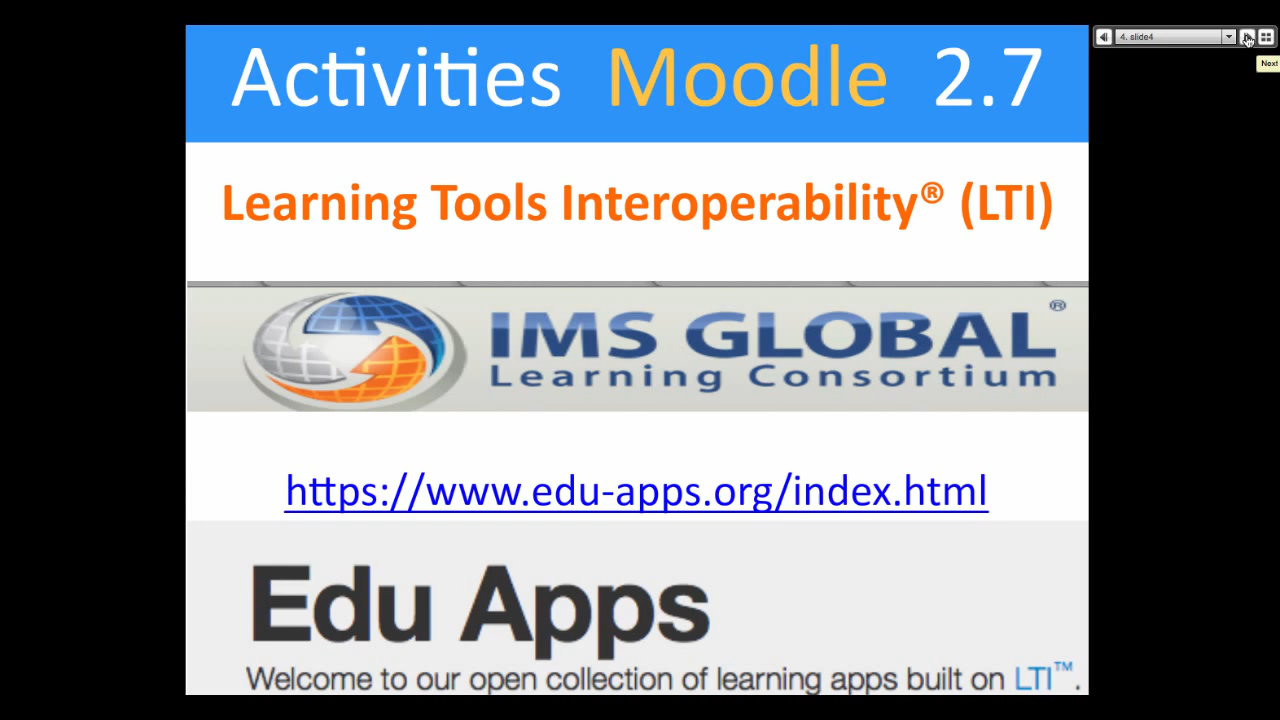 Activities Moodle 2.7
4. slide4
Next
Learning Tools Interoperability® (LTI)
IMS GLOBAL®
Learning Consortium
https://www.edu-apps.org/index.html
Edu Apps
Welcome to our open collection of learning apps built on LTI™.